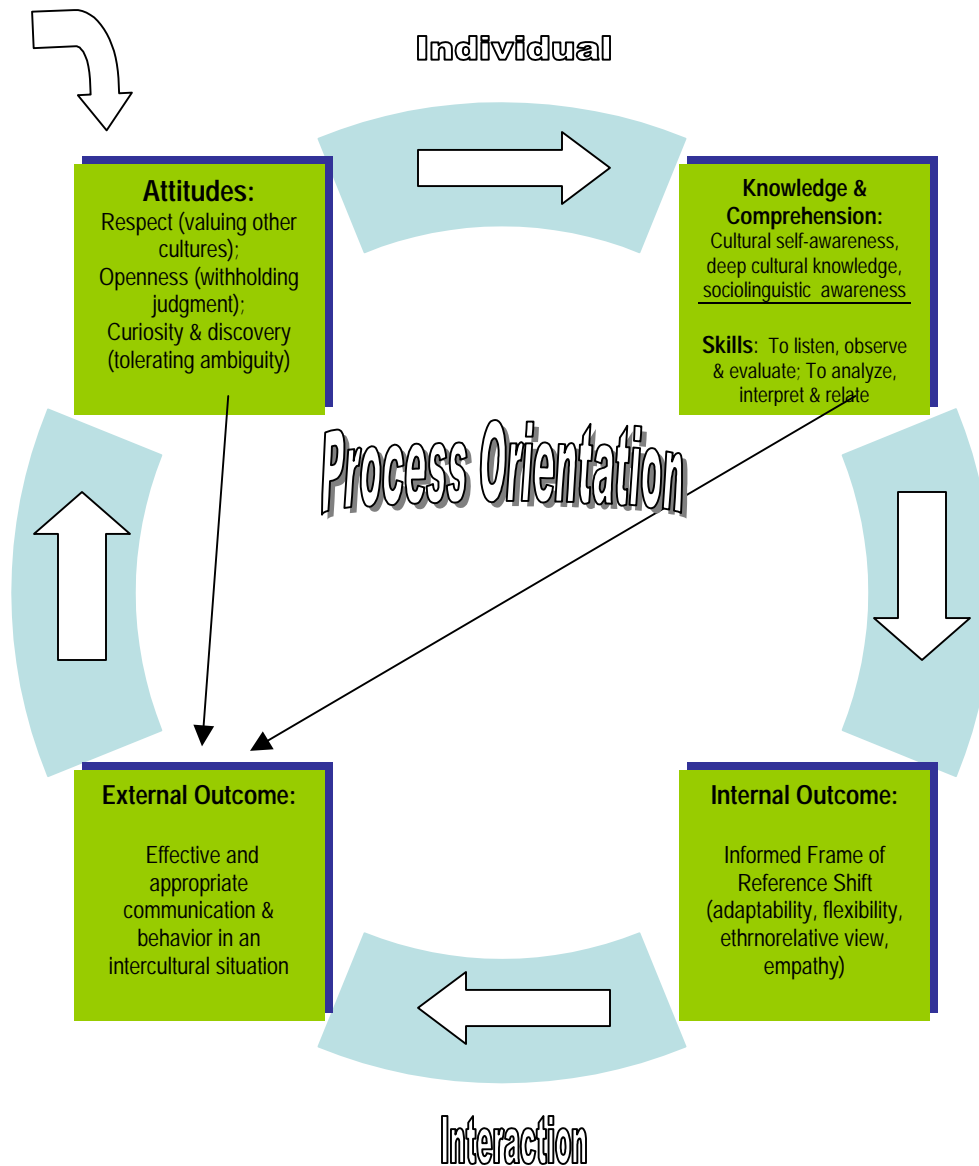 Individual
Attitudes:
Respect (valuing other
cultures);
Openness (withholding
judgment);
Curiosity & discovery
(tolerating ambiguity)
Knowledge &
Comprehension:
Cultural self-awareness,
deep cultural knowledge,
sociolinguistic awareness
Skills: To listen, observe
& evaluate; To analyze,
interpret & relate
Process Orientation
External Outcome:
Effective and
appropriate
communication &
behavior in an
intercultural situation
Internal Outcome:
Informed Frame of
Reference Shift
(adaptability, flexibility,
ethrnorelative view,
empathy)
Interaction